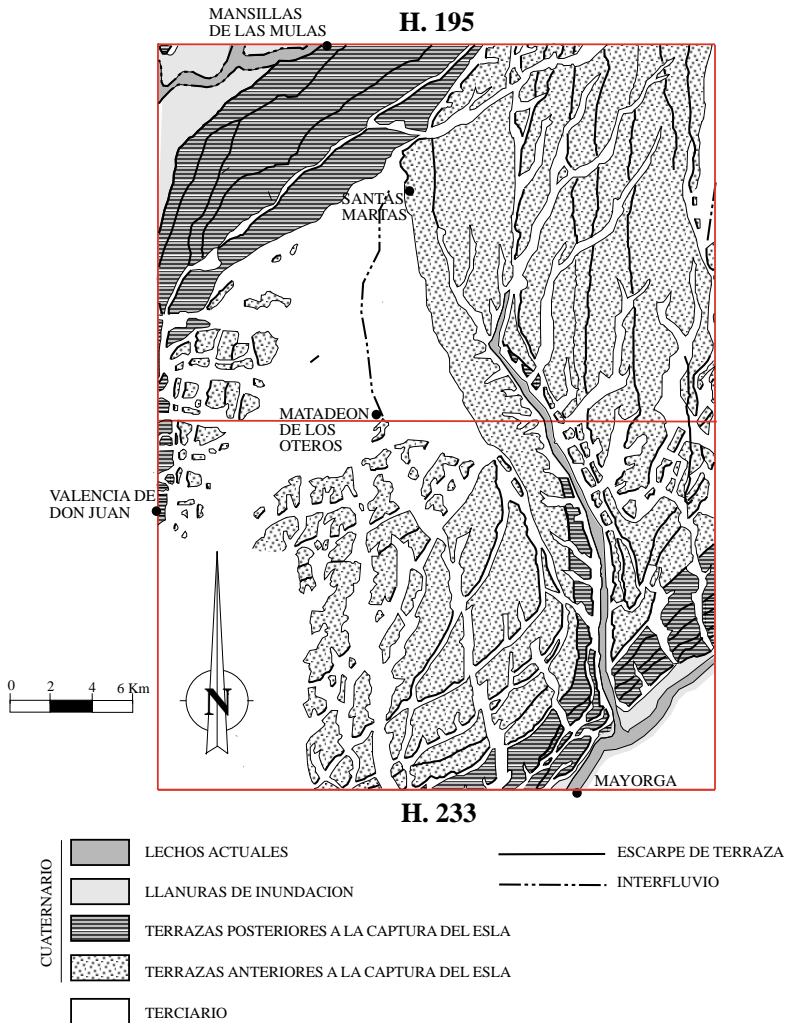 MANSILLAS
DE LAS MULAS
H. 195
SANTAS
MARTAS
MATADEON
DE LOS
OTEROS
VALENCIA DE
DON JUAN
0 2 4 6 Km
N
MAYORGA
H. 233
CUATERNARIO
LECHOS ACTUALES
LLANURAS DE INUNDACION
TERRAZAS POSTERIORES A LA CAPTURA DEL ESLA
TERRAZAS ANTERIORES A LA CAPTURA DEL ESLA
TERCIARIO
ESCARPE DE TERRAZA
INTERFLUVIO